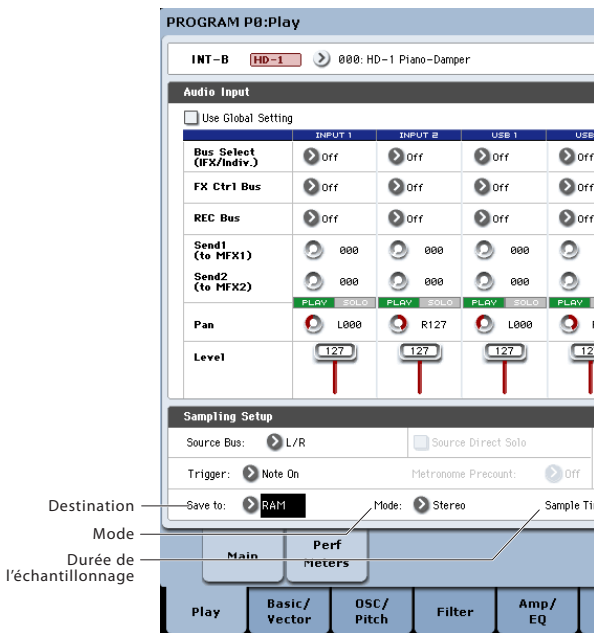 PROGRAM P0:Play
INT-B HD-1 000: HD-1 Piano-Damper
Audio Input
Use Global Setting
INPUT 1 INPUT 2 USB 1 USB
Bus Select
(IFX/Indiv.)
Off Off Off Off
FX Ctrl Bus Off Off Off Off
REC Bus Off Off Off Off
Send1
(to MFX1)
000 000 000
Send2
(to MFX2)
000 000 000
PLAY SOLO PLAY SOLO PLAY SOLO PLAY
Pan L000 R127 L000
Level 127 127 127 12
Sampling Setup
Source Bus: L/R Source Direct Solo
Trigger: Note On Metronome Precount: Off
Destination Save to: RAM Mode: Stereo Sample Ti
Mode
Durée de
l'échantillonnage
Main Perf
Meters
Play Basic/
Vector
OSC/
Pitch
Filter Amp/
EQ